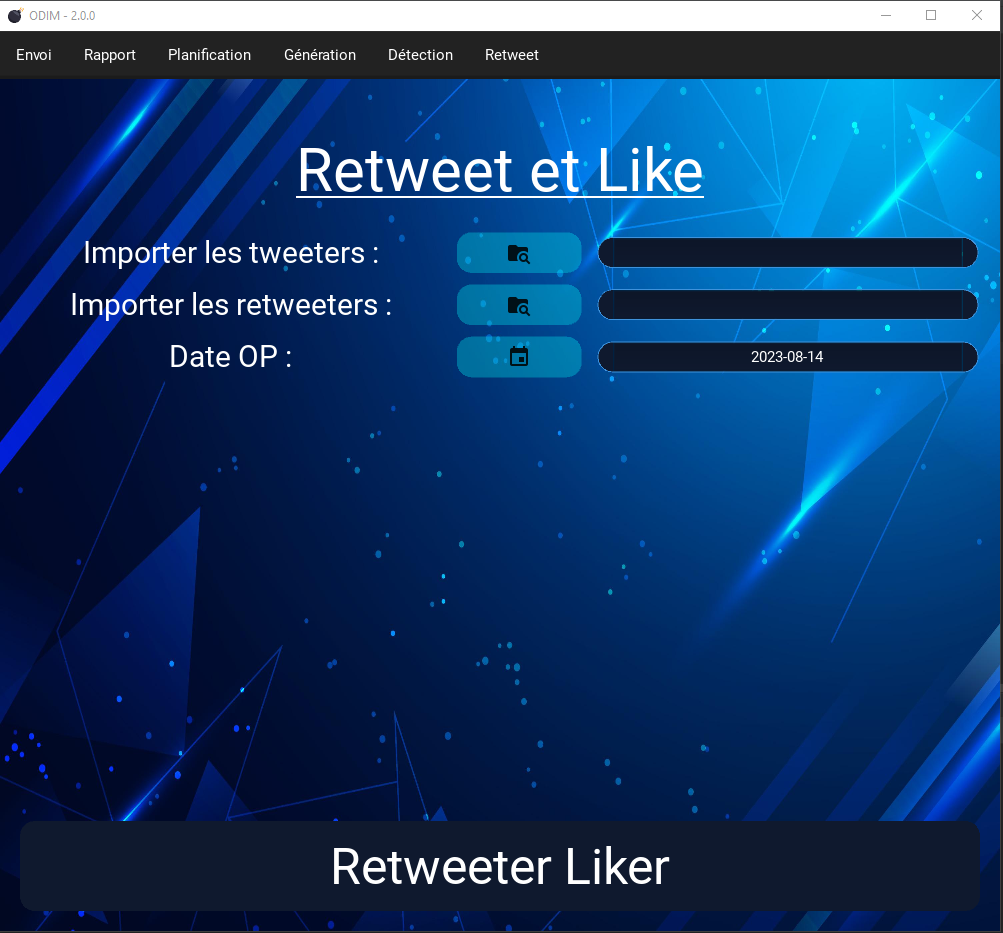 ODIM - 2.0.0
Envoi Rapport Planification Génération Détection Retweet
Retweet et Like
Importer les tweeters :
Importer les retweeters :
Date OP : 2023-08-14
Retweeter Liker